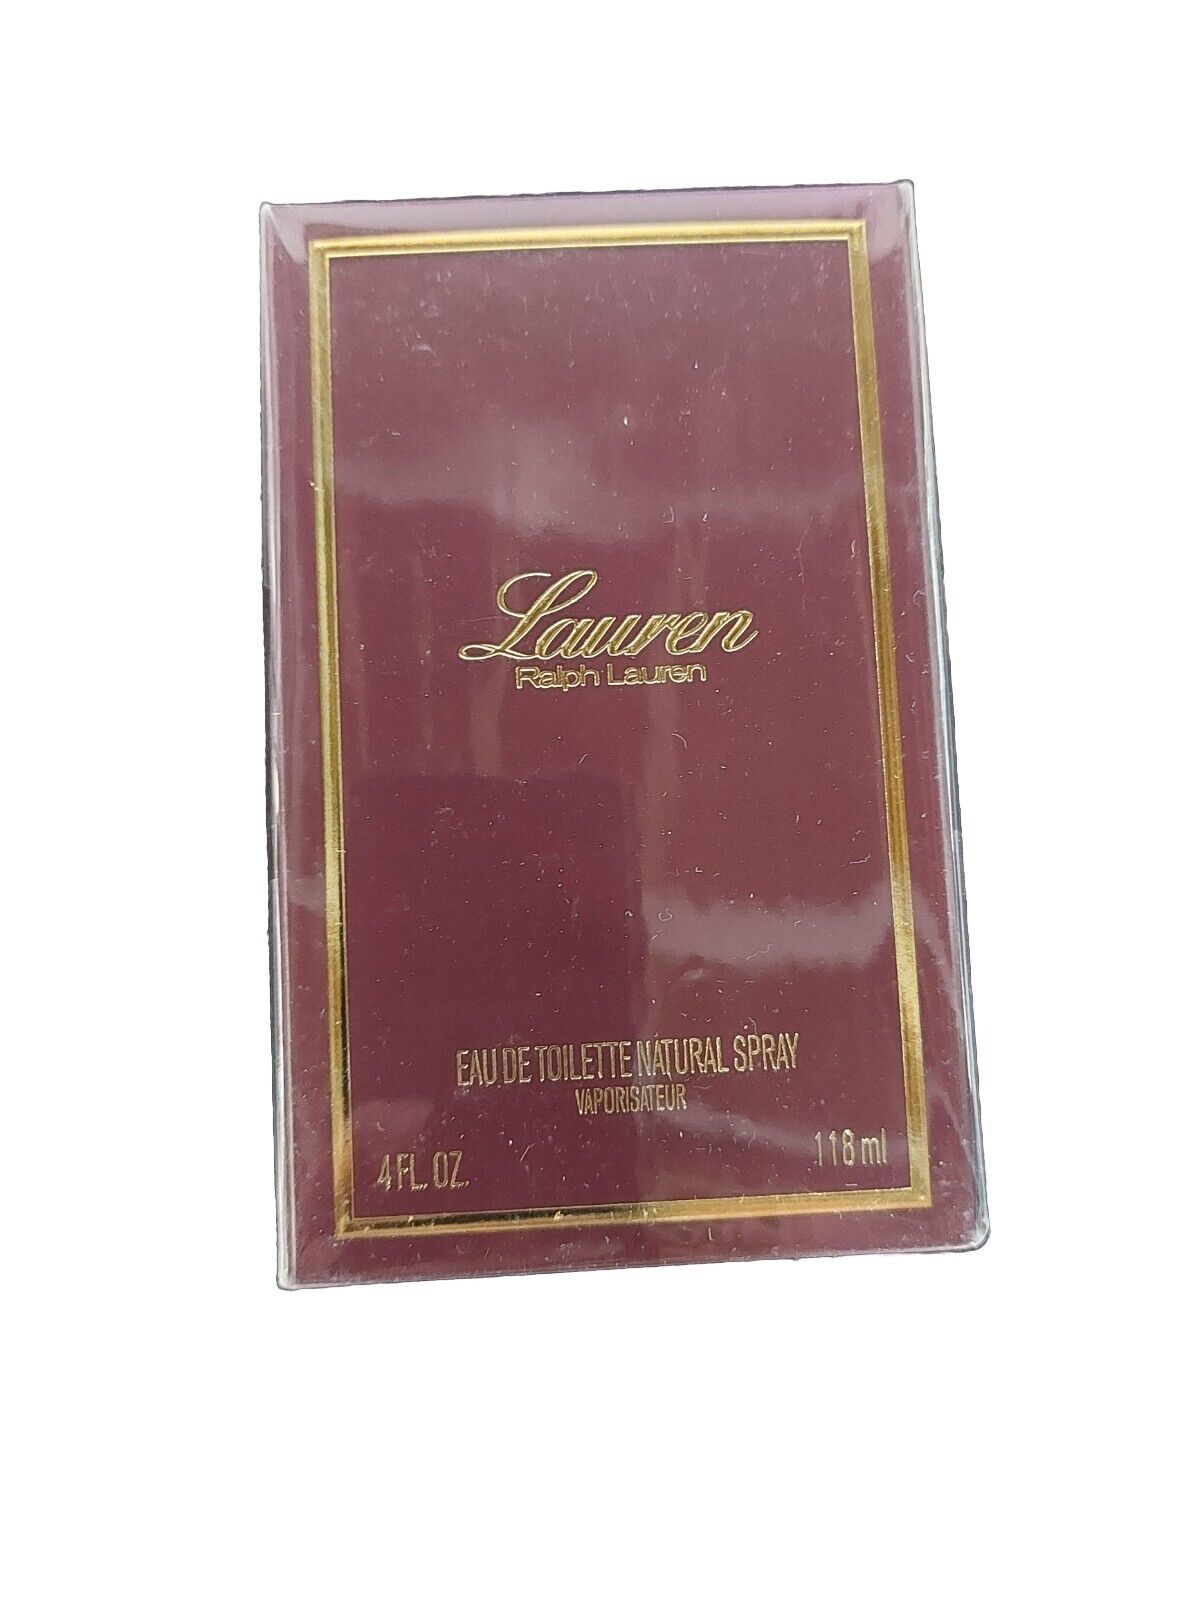 Lauren
Ralph Lauren
EAU DE TOILETTE NATURAL SPRAY
VAPORISATEUR
4 FL. OZ. 118 ml